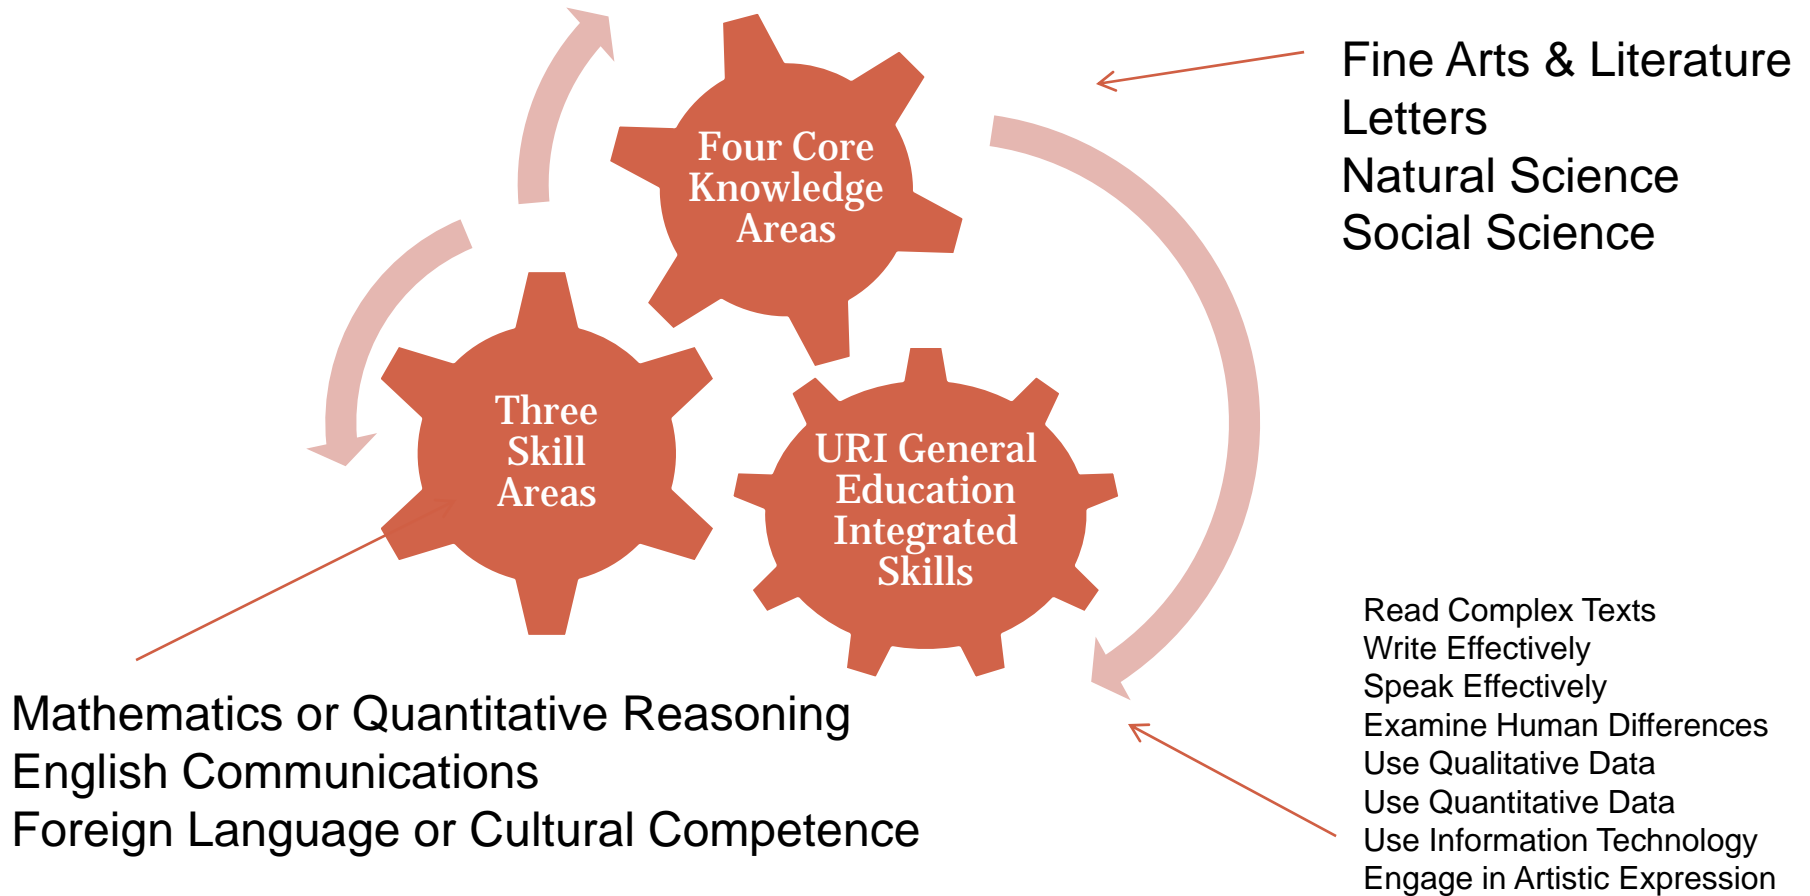 Fine Arts & Literature
Letters
Natural Science
Social Science
Four Core
Knowledge
Areas
Three
Skill
Areas
URI General
Education
Integrated
Skills
Mathematics or Quantitative Reasoning
English Communications
Foreign Language or Cultural Competence
Read Complex Texts
Write Effectively
Speak Effectively
Examine Human Differences
Use Qualitative Data
Use Quantitative Data
Use Information Technology
Engage in Artistic Expression